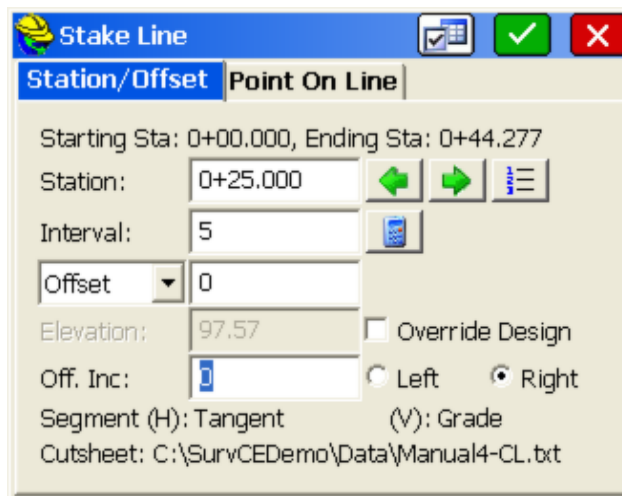 Stake Line
Station/Offset Point On Line
Starting Sta: 0+00.000, Ending Sta: 0+44.277
Station: 0+25.000
Interval: 5
Offset 0
Elevation: 97.57 Override Design
Off. Inc: 0 Left Right
Segment (H): Tangent (V): Grade
Cutsheet: C:\SurvCEDemo\Data\Manual4-CL.txt